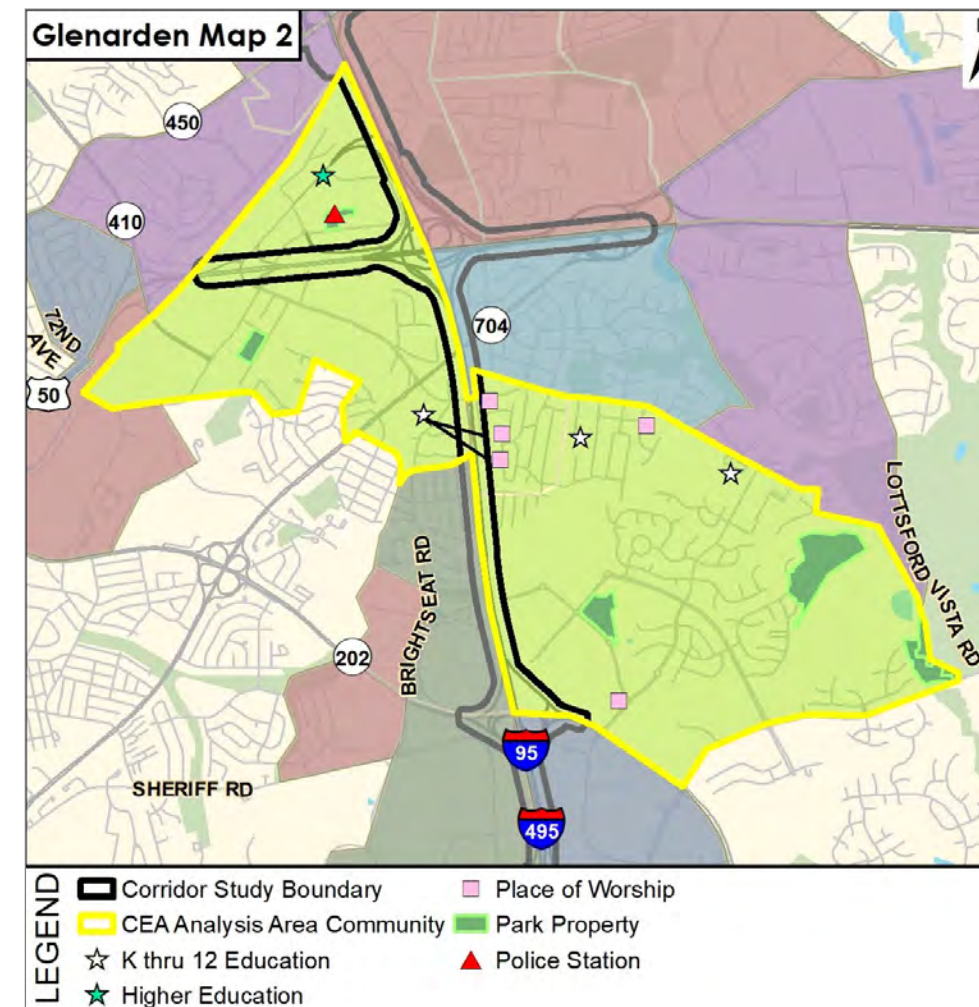 Glenarden Map 2
450
410
704
72ND
AVE
50
BRIGHTSEAT RD
LOTTSFORD VISTA RD
202
95
SHERIFF RD
495
LEGEND
Corridor Study Boundary
Place of Worship
CEA Analysis Area Community
Park Property
K thru 12 Education
Police Station
Higher Education